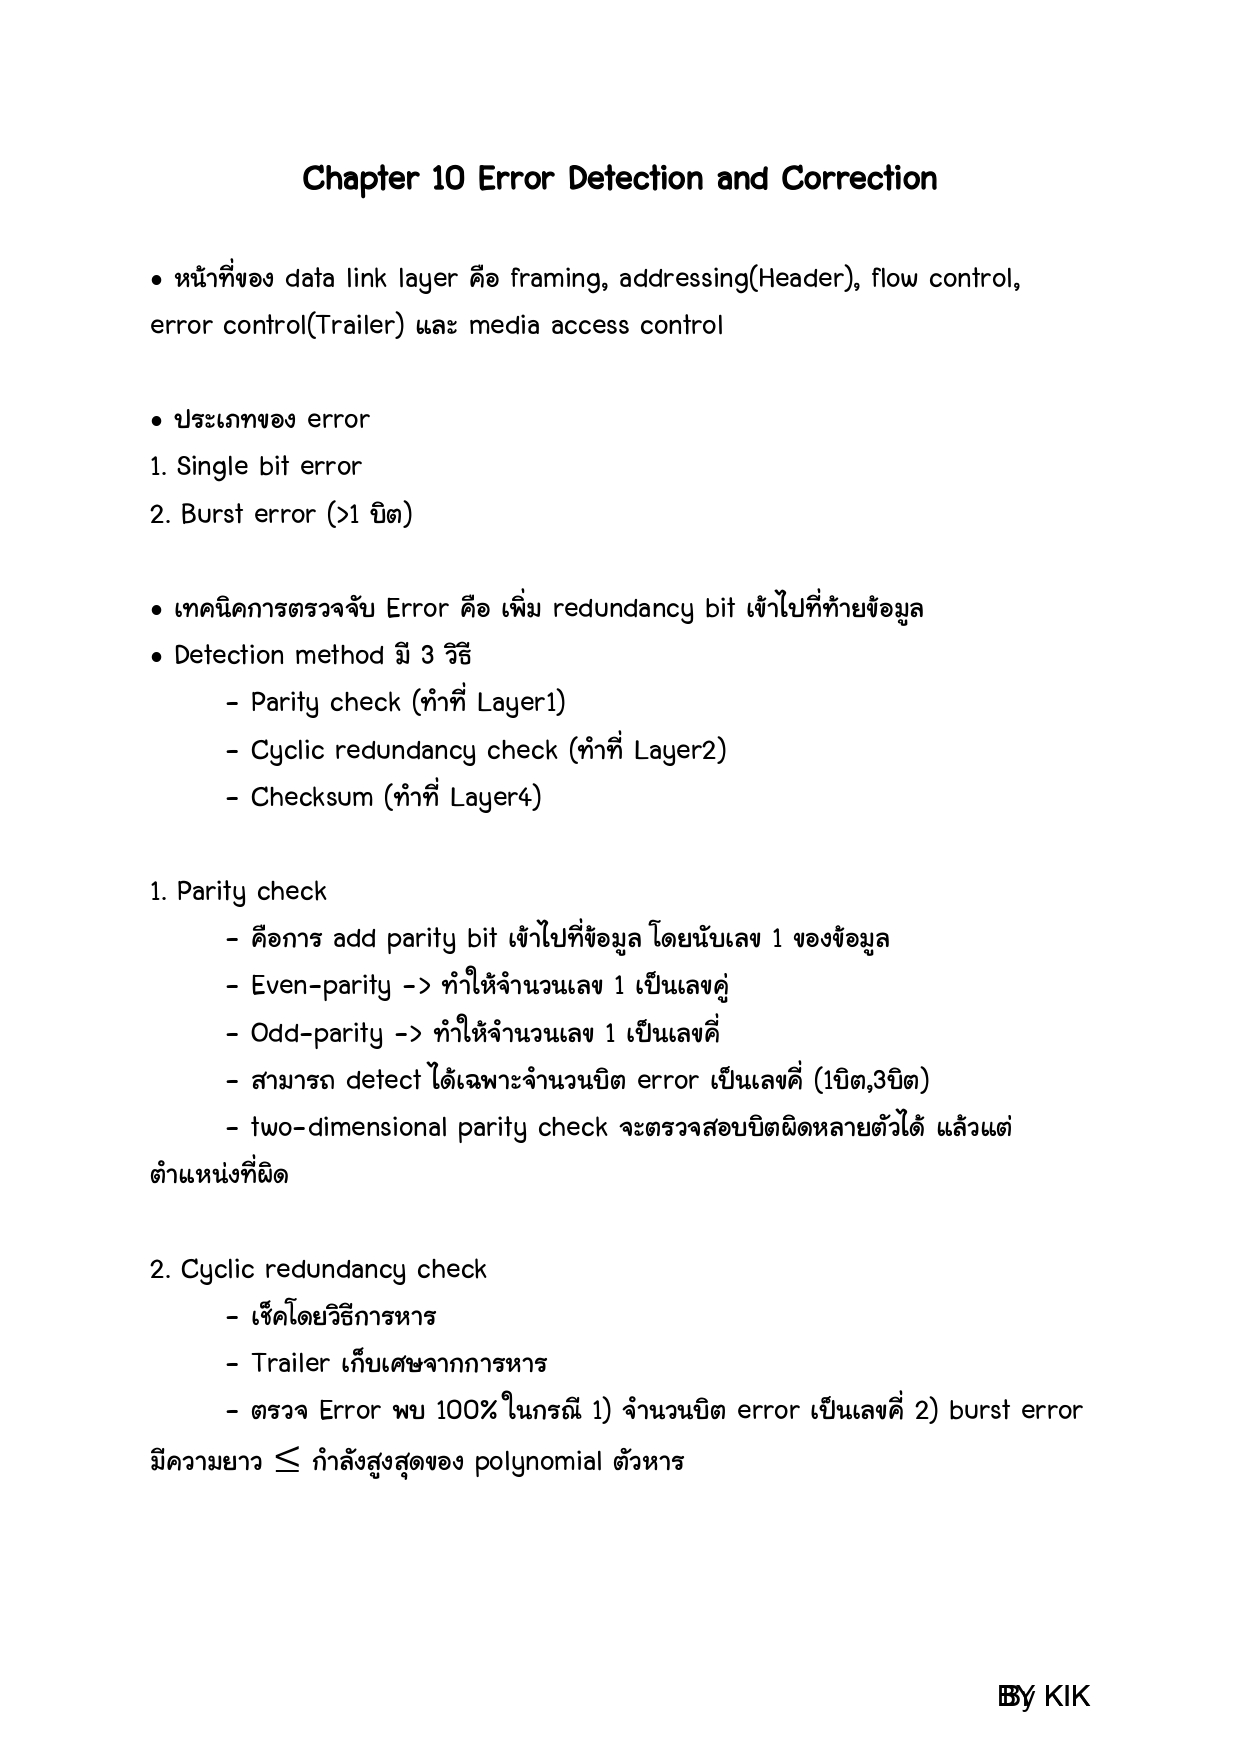 Chapter 10 Error Detection and Correction
• หน้าที่ของ data link layer คือ framing, addressing(Header), flow control,
error control(Trailer) และ media access control
• ประเภทของ error
1. Single bit error
2. Burst error (>1 บิต)
• เทคนิคการตรวจจับ Error คือ เพิ่ม redundancy bit เข้าไปที่ท้ายข้อมูล
• Detection method มี 3 วิธี
- Parity check (ทำที่ Layer1)
- Cyclic redundancy check (ทำที่ Layer2)
- Checksum (ทำที่ Layer4)
1. Parity check
- คือการ add parity bit เข้าไปที่ข้อมูล โดยนับเลข 1 ของข้อมูล
- Even-parity -> ทำให้จำนวนเลข 1 เป็นเลขคู่
- Odd-parity -> ทำให้จำนวนเลข 1 เป็นเลขคี่
- สามารถ detect ได้เฉพาะจำนวนบิต error เป็นเลขคี่ (1บิต,3บิต)
- two-dimensional parity check จะตรวจสอบบิตผิดหลายตัวได้ แล้วแต่
ตำแหน่งที่ผิด
2. Cyclic redundancy check
- เช็คโดยวิธีการหาร
- Trailer เก็บเศษจากการหาร
- ตรวจ Error พบ 100% ในกรณี 1) จำนวนบิต error เป็นเลขคี่ 2) burst error
มีความยาว ≤ กำลังสูงสุดของ polynomial ตัวหาร
By KIK